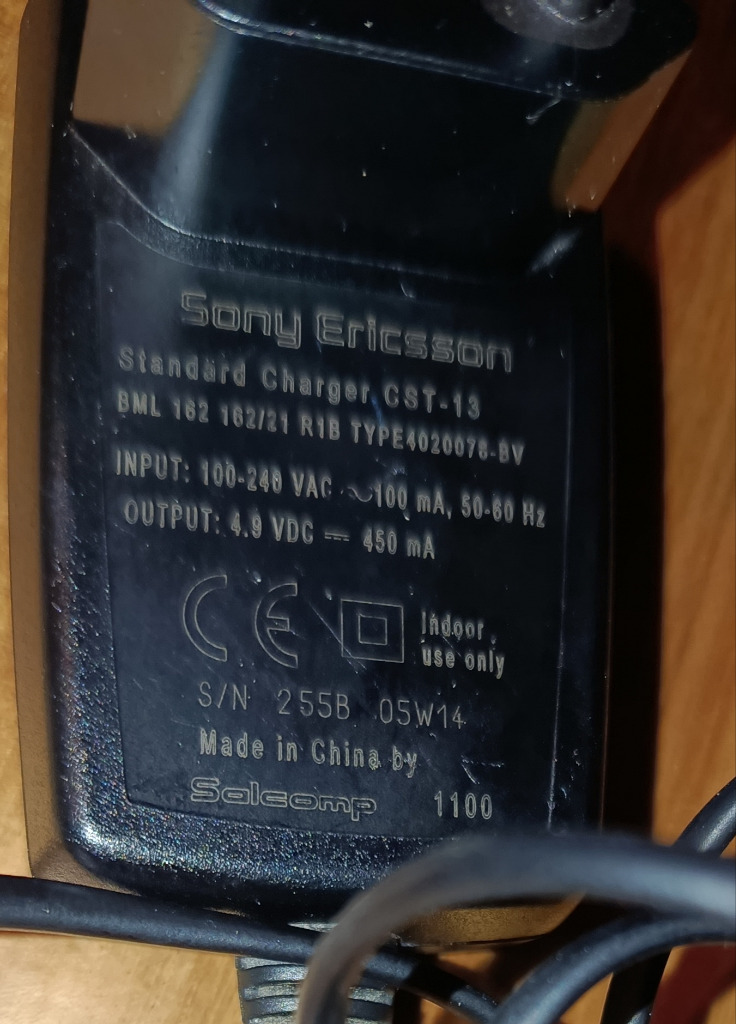 Sony Ericsson
Standard Charger CST-13
BML 162 162/21 R1B TYPE4020076-BV
INPUT: 100-240 VAC ~100 mA, 50-60 Hz
OUTPUT: 4.9 VDC ⎓ 450 mA
CE Indoor
use only
S/N 255B 05W14
Made in China by
Salcomp 1100